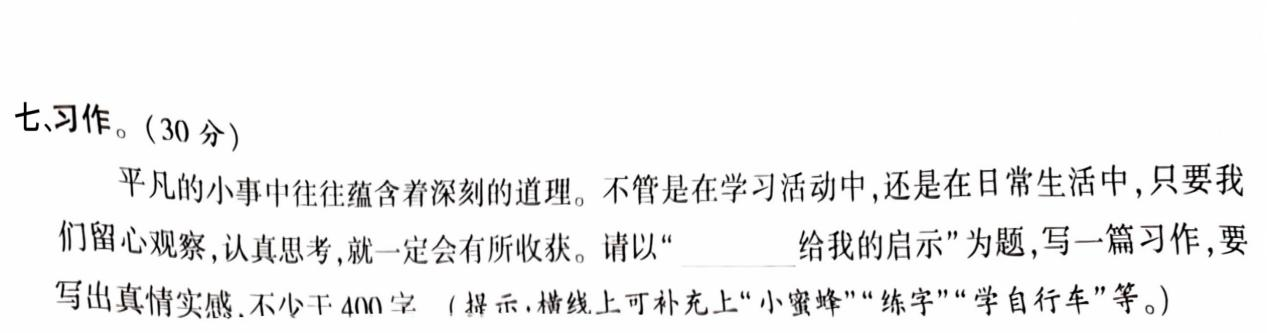 七、习作。(30分)
平凡的小事中往往蕴含着深刻的道理。不管是在学习活动中,还是在日常生活中,只要我
们留心观察,认真思考,就一定会有所收获。请以“________给我的启示”为题,写一篇习作,要
写出真情实感,不少于400字。(提示:横线上可补充上“小蜜蜂”“练字”“学自行车”等。)